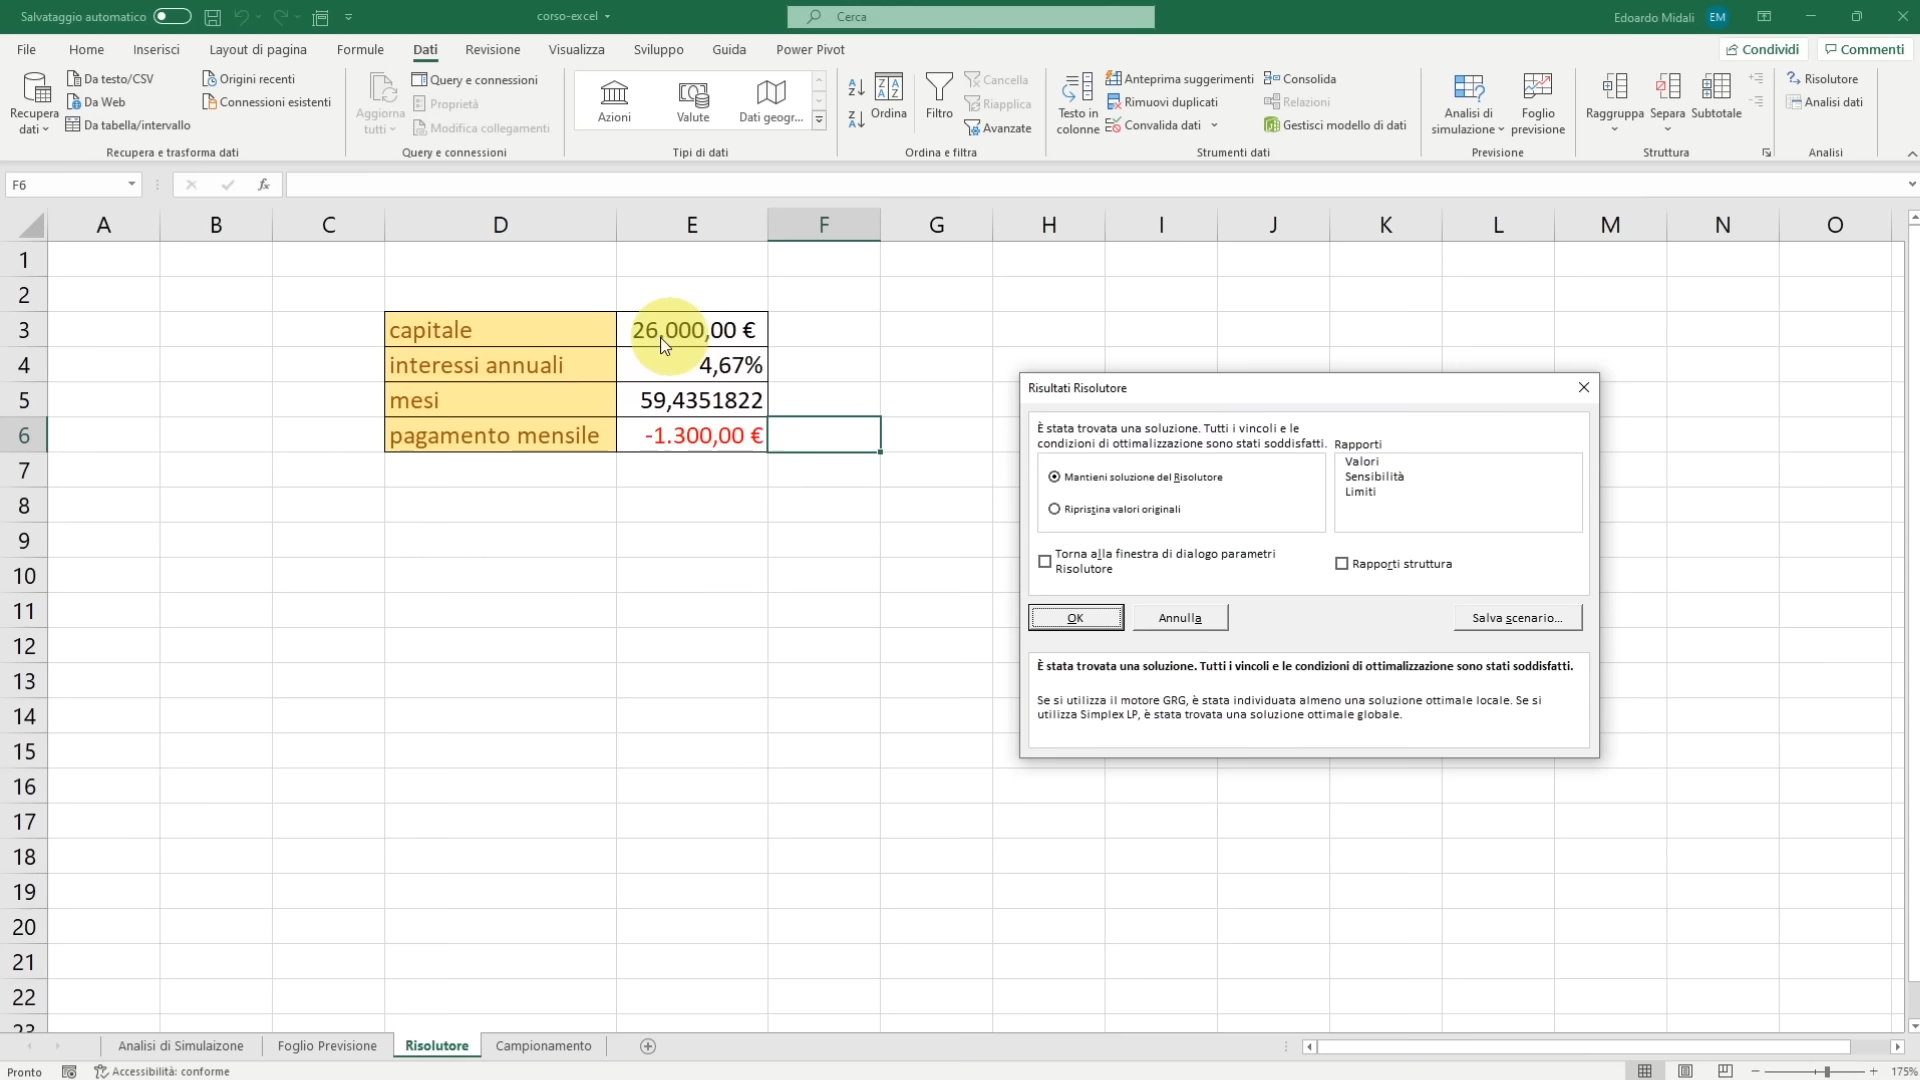 Salvataggio automatico
corso-excel
Cerca
Edoardo Midali
EM
File
Home
Inserisci
Layout di pagina
Formule
Dati
Revisione
Visualizza
Sviluppo
Guida
Power Pivot
Condividi
Commenti
Recupera
dati
Da testo/CSV
Da Web
Da tabella/intervallo
Origini recenti
Connessioni esistenti
Recupera e trasforma dati
Aggiorna
tutti
Query e connessioni
Proprietà
Modifica collegamenti
Query e connessioni
Azioni
Valute
Dati geogr...
Tipi di dati
Ordina
Filtro
Cancella
Riapplica
Avanzate
Ordina e filtra
Testo in
colonne
Anteprima suggerimenti
Rimuovi duplicati
Convalida dati
Consolida
Relazioni
Gestisci modello di dati
Strumenti dati
Analisi di
simulazione
Foglio
previsione
Previsione
Raggruppa
Separa
Subtotale
Struttura
Risolutore
Analisi dati
Analisi
F6
fx
A B C D E F G H I J K L M N O
1
2
3 capitale 26,000,00 €
4 interessi annuali 4,67%
5 mesi 59,4351822
6 pagamento mensile -1.300,00 €
7
8
9
10
11
12
13
14
15
16
17
18
19
20
21
22
23
Risultati Risolutore
È stata trovata una soluzione. Tutti i vincoli e le
condizioni di ottimalizzazione sono stati soddisfatti.
Rapporti
Mantieni soluzione del Risolutore
Ripristina valori originali
Valori
Sensibilità
Limiti
Torna alla finestra di dialogo parametri
Risolutore
Rapporti struttura
OK
Annulla
Salva scenario...
È stata trovata una soluzione. Tutti i vincoli e le condizioni di ottimalizzazione sono stati soddisfatti.
Se si utilizza il motore GRG, è stata individuata almeno una soluzione ottimale locale. Se si
utilizza Simplex LP, è stata trovata una soluzione ottimale globale.
Analisi di Simulaizone
Foglio Previsione
Risolutore
Campionamento
Pronto
Accessibilità: conforme
175%